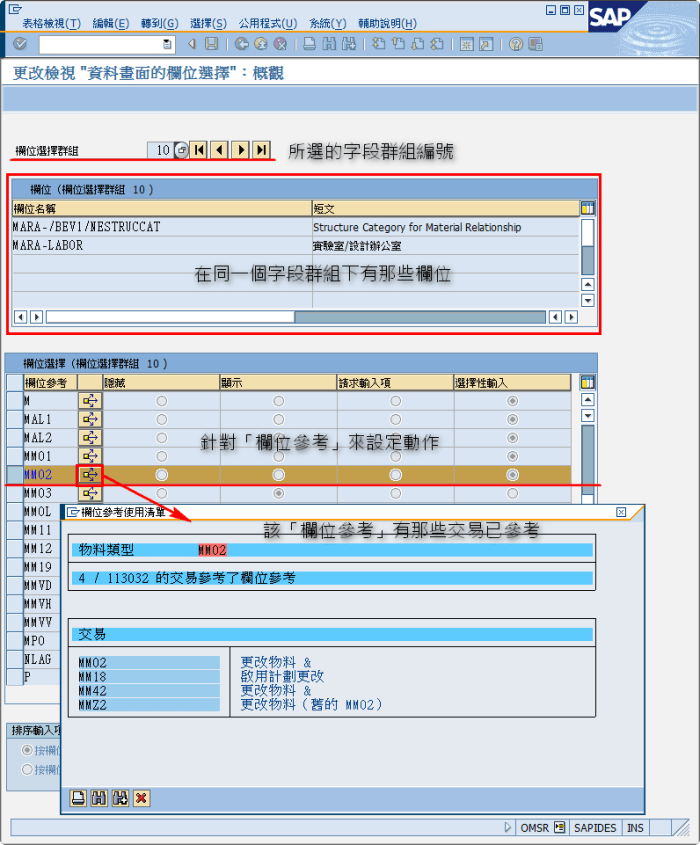 表格檢視(T) 編輯(E) 轉到(G) 選擇(S) 公用程式(U) 系統(Y) 輔助說明(H)
SAP
更改檢視 "資料畫面的欄位選擇"：概觀
欄位選擇群組 10 所選的字段群組編號
欄位（欄位選擇群組 10 ）
欄位名稱 短文
MARA-/BEV1/NESTRUCCAT Structure Category for Material Relationship
MARA-LABOR 實驗室/設計辦公室
在同一個字段群組下有那些欄位
欄位選擇（欄位選擇群組 10 ）
欄位參考 隱藏 顯示 請求輸入項 選擇性輸入
M
MAL1
MAL2
針對「欄位參考」來設定動作
MM01
MM02
MM03
MM0L
MM11
MM12
MM19
MMVD
MMVH
MMVV
MPO
NLAG
P
欄位參考使用清單
該「欄位參考」有那些交易已參考
物料類型 MM02
4 / 113032 的交易參考了欄位參考
交易
MM02 更改物料 &
MM18 啟用計劃更改
MM42 更改物料 &
MMZ2 更改物料（舊的 MM02）
排序輸入項
按欄位
按欄位
OMSR SAPIDES INS